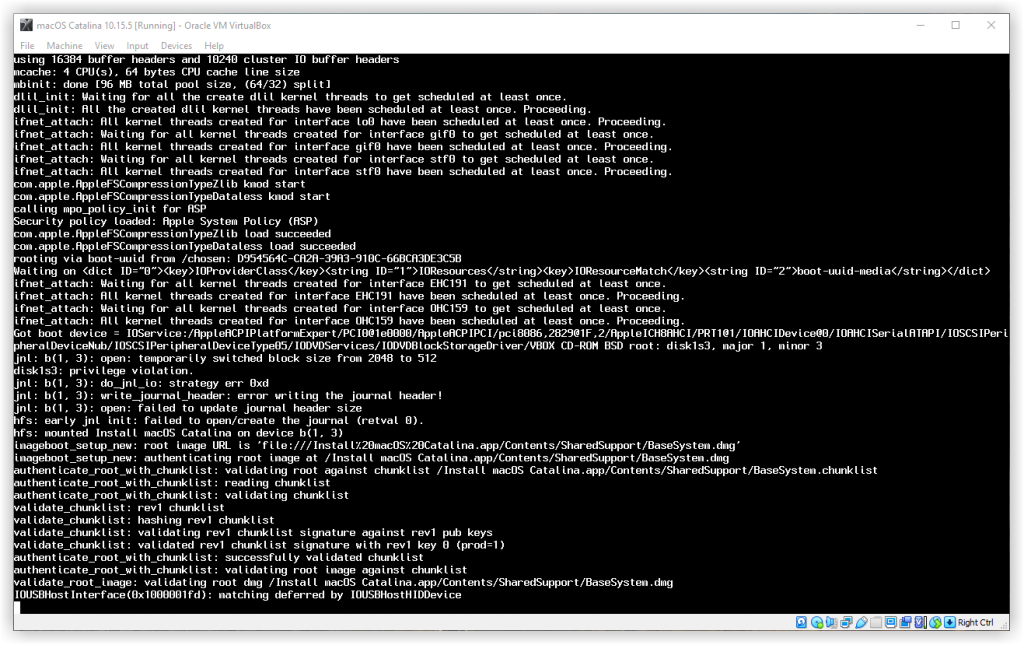 macOS Catalina 10.15.5 [Running] - Oracle VM VirtualBox
File Machine View Input Devices Help
using 16384 buffer headers and 10240 cluster IO buffer headers
mcache: 4 CPU(s), 64 bytes CPU cache line size
mbinit: done [96 MB total pool size, (64/32) split]
dlil_init: Waiting for all the create dlil kernel threads to get scheduled at least once.
dlil_init: All the created dlil kernel threads have been scheduled at least once. Proceeding.
ifnet_attach: All kernel threads created for interface lo0 have been scheduled at least once. Proceeding.
ifnet_attach: Waiting for all kernel threads created for interface gif0 to get scheduled at least once.
ifnet_attach: All kernel threads created for interface gif0 have been scheduled at least once. Proceeding.
ifnet_attach: Waiting for all kernel threads created for interface stf0 to get scheduled at least once.
ifnet_attach: All kernel threads created for interface stf0 have been scheduled at least once. Proceeding.
com.apple.AppleFSCompressionTypeZlib kmod start
com.apple.AppleFSCompressionTypeDataless kmod start
calling mpo_policy_init for ASP
Security policy loaded: Apple System Policy (ASP)
com.apple.AppleFSCompressionTypeZlib load succeeded
com.apple.AppleFSCompressionTypeDataless load succeeded
rooting via boot-uuid from /chosen: D954564C-CA2A-39A3-910C-66BCA3DE3C5B
Waiting on <dict ID="0"><key>IOProviderClass</key><string ID="1">IOResources</string><key>IOResourceMatch</key><string ID="2">boot-uuid-media</string></dict>
ifnet_attach: Waiting for all kernel threads created for interface EHC191 to get scheduled at least once.
ifnet_attach: All kernel threads created for interface EHC191 have been scheduled at least once. Proceeding.
ifnet_attach: Waiting for all kernel threads created for interface OHC159 to get scheduled at least once.
ifnet_attach: All kernel threads created for interface OHC159 have been scheduled at least once. Proceeding.
Got boot device = IOService:/AppleACPIPlatformExpert/PCI0@1e0000/AppleACPIPCI/pci8086,2829@1F,2/AppleICH8AHCI/PRT1@1/IOAHCIDevice@0/IOAHCISerialATAPI/IOSCSIPeri
pheralDeviceNub/IOSCSIPeripheralDeviceType05/IODVDServices/IODVDBlockStorageDriver/VBOX CD-ROM BSD root: disk1s3, major 1, minor 3
jnl: b(1, 3): open: temporarily switched block size from 2048 to 512
disk1s3: privilege violation.
jnl: b(1, 3): do_jnl_io: strategy err 0xd
jnl: b(1, 3): write_journal_header: error writing the journal header!
jnl: b(1, 3): open: failed to update journal header size
hfs: early jnl init: failed to open/create the journal (retval 0).
hfs: mounted Install macOS Catalina on device b(1, 3)
imageboot_setup_new: root image URL is 'file:///Install%20macOS%20Catalina.app/Contents/SharedSupport/BaseSystem.dmg'
imageboot_setup_new: authenticating root image at /Install macOS Catalina.app/Contents/SharedSupport/BaseSystem.dmg
authenticate_root_with_chunklist: validating root against chunklist /Install macOS Catalina.app/Contents/SharedSupport/BaseSystem.chunklist
authenticate_root_with_chunklist: reading chunklist
authenticate_root_with_chunklist: validating chunklist
validate_chunklist: rev1 chunklist
validate_chunklist: hashing rev1 chunklist
validate_chunklist: validating rev1 chunklist signature against rev1 pub keys
validate_chunklist: validated rev1 chunklist signature with rev1 key 0 (prod=1)
authenticate_root_with_chunklist: successfully validated chunklist
authenticate_root_with_chunklist: validating root image against chunklist
validate_root_image: validating root dmg /Install macOS Catalina.app/Contents/SharedSupport/BaseSystem.dmg
IOUSBHostInterface(0x1000001fd): matching deferred by IOUSBHostHIDDevice
Right Ctrl